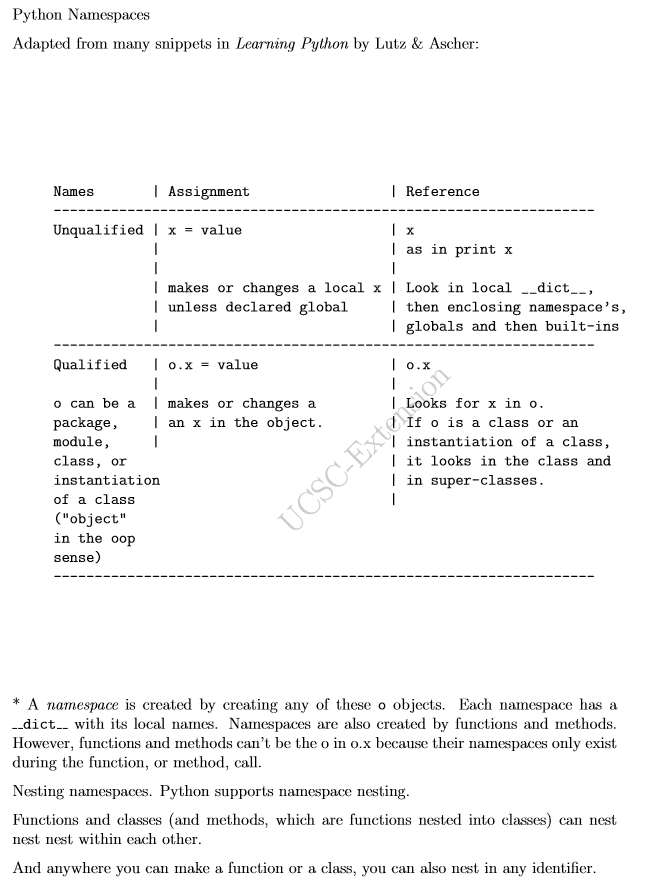 Python Namespaces
Adapted from many snippets in Learning Python by Lutz & Ascher:
Names       | Assignment                 | Reference
------------------------------------------------------------------
Unqualified | x = value                  | x
            |                            | as in print x
            |                            |
            | makes or changes a local x | Look in local __dict__,
            | unless declared global     | then enclosing namespace's,
            |                            | globals and then built-ins
------------------------------------------------------------------
Qualified   | o.x = value                | o.x
            |                            |
o can be a  | makes or changes a         | Looks for x in o.
package,    | an x in the object.        | If o is a class or an
module,     |                            | instantiation of a class,
class, or                                | it looks in the class and
instantiation                            | in super-classes.
of a class                               |
("object"
in the oop
sense)
------------------------------------------------------------------
UCSC-Extension
* A namespace is created by creating any of these o objects. Each namespace has a
__dict__ with its local names. Namespaces are also created by functions and methods.
However, functions and methods can't be the o in o.x because their namespaces only exist
during the function, or method, call.
Nesting namespaces. Python supports namespace nesting.
Functions and classes (and methods, which are functions nested into classes) can nest
nest nest within each other.
And anywhere you can make a function or a class, you can also nest in any identifier.